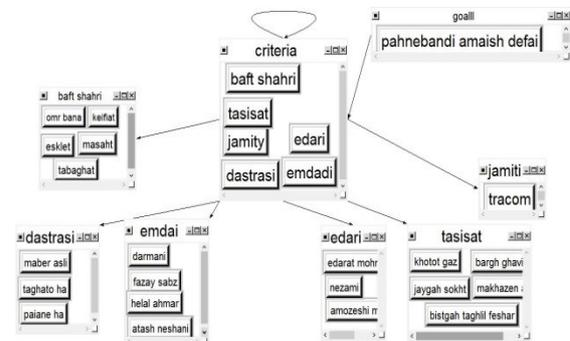 goalll
pahnebandi amaish defai
criteria
baft shahri
tasisat
jamity
edari
dastrasi
emdadi
baft shahri
omr bana
keifiat
esklet
masaht
tabaghat
jamiti
tracom
dastrasi
maber asli
taghato ha
paiane ha
emdai
darmani
fazay sabz
helal ahmar
atash neshani
edari
edarat mohr
nezami
amozeshi m
tasisat
khotot gaz
bargh ghavi
jaygah sokht
makhazen a
bistgah taghlil feshar